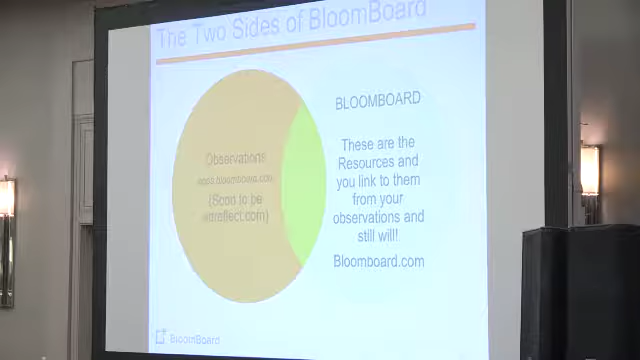 The Two Sides of BloomBoard
Observations
apps.bloomboard.com
(Soon to be
edreflect.com)
BLOOMBOARD
These are the
Resources and
you link to them
from your
observations and
still will!
Bloomboard.com
BloomBoard